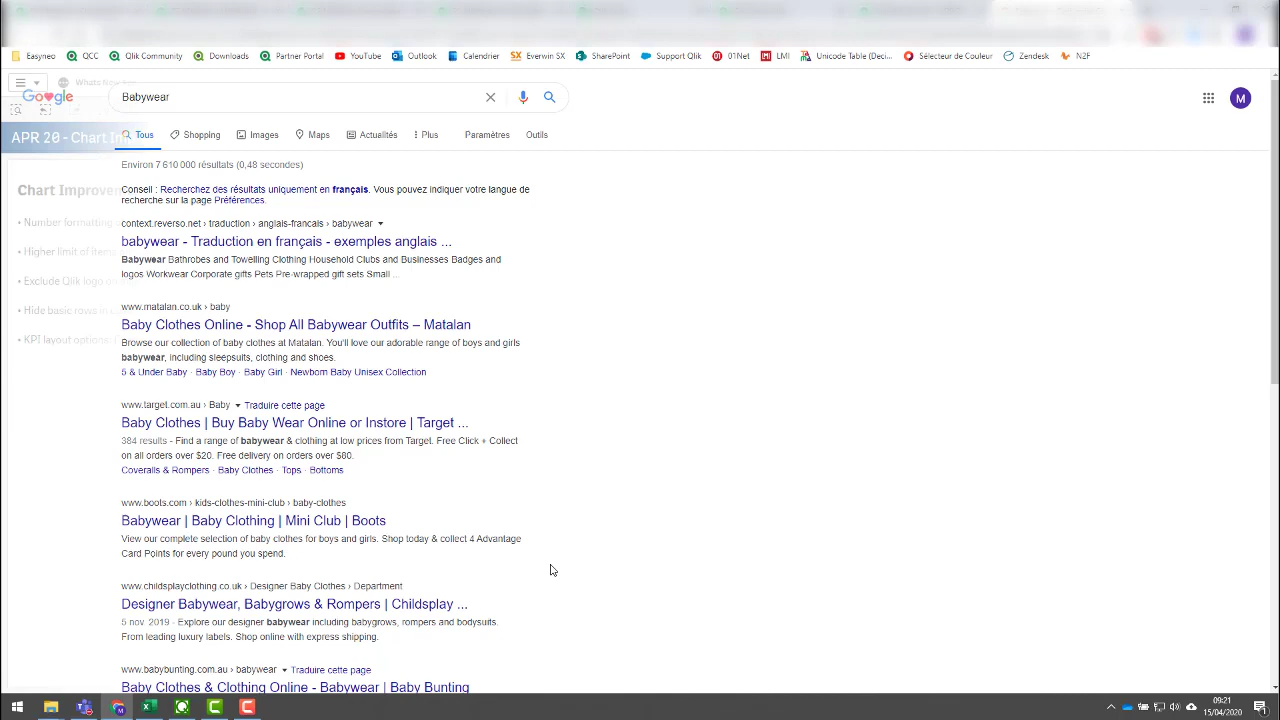 Easyneo QCC Qlik Community Downloads Partner Portal YouTube Outlook Calendrier Everwin SX SharePoint Support Qlik 01Net LMI Unicode Table (Deci... Sélecteur de Couleur Zendesk N2F
Whats New
Google Babywear M
APR 20 - Chart Im
Tous Shopping Images Maps Actualités Plus Paramètres Outils
Environ 7 610 000 résultats (0,48 secondes)
Chart Improvem
Conseil : Recherchez des résultats uniquement en français. Vous pouvez indiquer votre langue de
recherche sur la page Préférences.
• Number formatting
context.reverso.net › traduction › anglais-francais › babywear
babywear - Traduction en français - exemples anglais ...
• Higher limit of items
Babywear Bathrobes and Towelling Clothing Household Clubs and Businesses Badges and
logos Workwear Corporate gifts Pets Pre-wrapped gift sets Small ...
• Exclude Qlik logo on
• Hide basic rows in
www.matalan.co.uk › baby
Baby Clothes Online - Shop All Babywear Outfits – Matalan
• KPI layout options:
Browse our collection of baby clothes at Matalan. You'll love our adorable range of boys and girls
babywear, including sleepsuits, clothing and shoes.
5 & Under Baby · Baby Boy · Baby Girl · Newborn Baby Unisex Collection
www.target.com.au › Baby Traduire cette page
Baby Clothes | Buy Baby Wear Online or Instore | Target ...
384 results - Find a range of babywear & clothing at low prices from Target. Free Click + Collect
on all orders over $20. Free delivery on orders over $80.
Coveralls & Rompers · Baby Clothes · Tops · Bottoms
www.boots.com › kids-clothes-mini-club › baby-clothes
Babywear | Baby Clothing | Mini Club | Boots
View our complete selection of baby clothes for boys and girls. Shop today & collect 4 Advantage
Card Points for every pound you spend.
www.childsplayclothing.co.uk › Designer Baby Clothes › Department
Designer Babywear, Babygrows & Rompers | Childsplay ...
5 nov. 2019 - Explore our designer babywear including babygrows, rompers and bodysuits.
From leading luxury labels. Shop online with express shipping.
www.babybunting.com.au › babywear Traduire cette page
Baby Clothes & Clothing Online - Babywear | Baby Bunting
09:21
15/04/2020